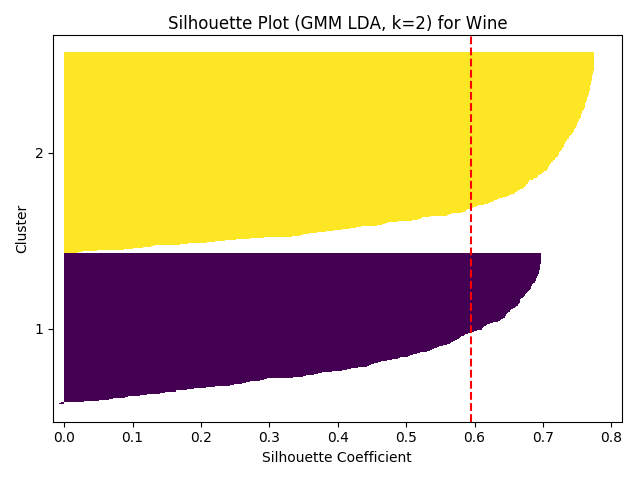 Silhouette Plot (GMM LDA, k=2) for Wine
2
Cluster
1
0.0 0.1 0.2 0.3 0.4 0.5 0.6 0.7 0.8
Silhouette Coefficient